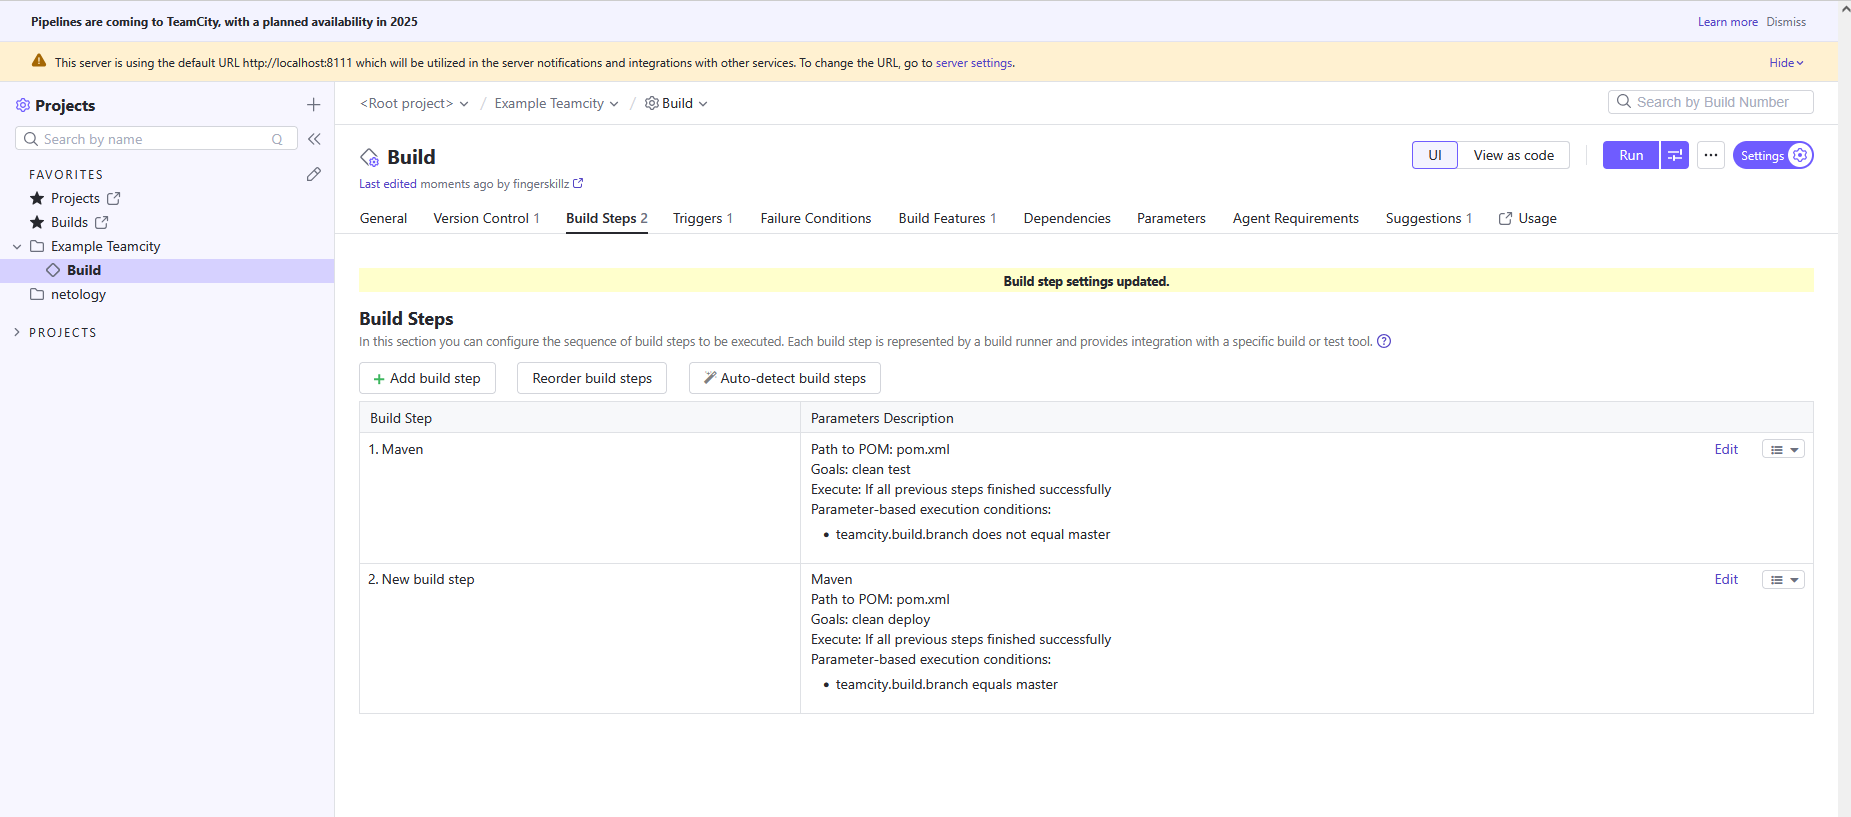 Pipelines are coming to TeamCity, with a planned availability in 2025
Learn more Dismiss
This server is using the default URL http://localhost:8111 which will be utilized in the server notifications and integrations with other services. To change the URL, go to server settings.
Hide
Projects
Search by name Q
FAVORITES
Projects
Builds
Example Teamcity
Build
netology
PROJECTS
<Root project> / Example Teamcity / Build
Search by Build Number
Build
UI View as code Run ... Settings
Last edited moments ago by fingerskillz
General Version Control 1 Build Steps 2 Triggers 1 Failure Conditions Build Features 1 Dependencies Parameters Agent Requirements Suggestions 1 Usage
Build step settings updated.
Build Steps
In this section you can configure the sequence of build steps to be executed. Each build step is represented by a build runner and provides integration with a specific build or test tool. ?
+ Add build step Reorder build steps Auto-detect build steps
Build Step Parameters Description
1. Maven
Path to POM: pom.xml
Edit
Goals: clean test
Execute: If all previous steps finished successfully
Parameter-based execution conditions:
• teamcity.build.branch does not equal master
2. New build step
Maven
Edit
Path to POM: pom.xml
Goals: clean deploy
Execute: If all previous steps finished successfully
Parameter-based execution conditions:
• teamcity.build.branch equals master